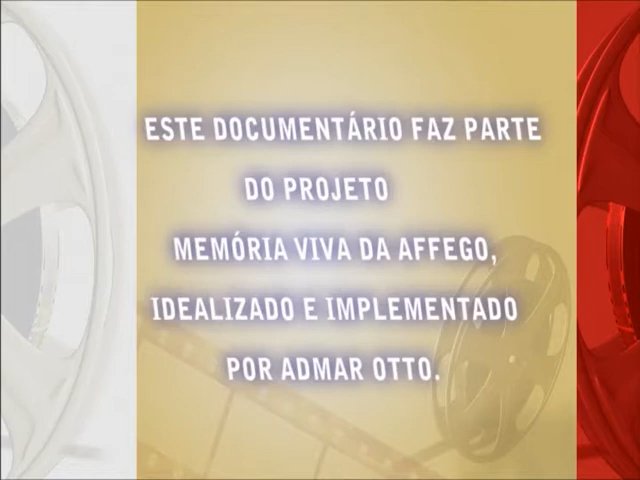 ESTE DOCUMENTÁRIO FAZ PARTE
DO PROJETO
MEMÓRIA VIVA DA AFFEGO,
IDEALIZADO E IMPLEMENTADO
POR ADMAR OTTO.